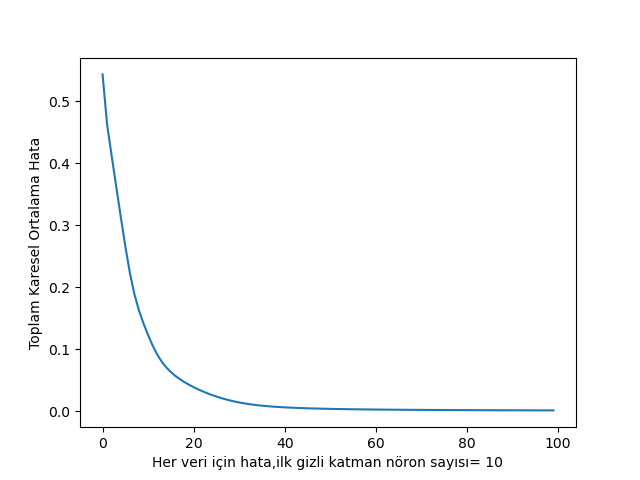 0.5
0.4
0.3
0.2
0.1
0.0
Toplam Karesel Ortalama Hata
0 20 40 60 80 100
Her veri için hata,ilk gizli katman nöron sayısı= 10